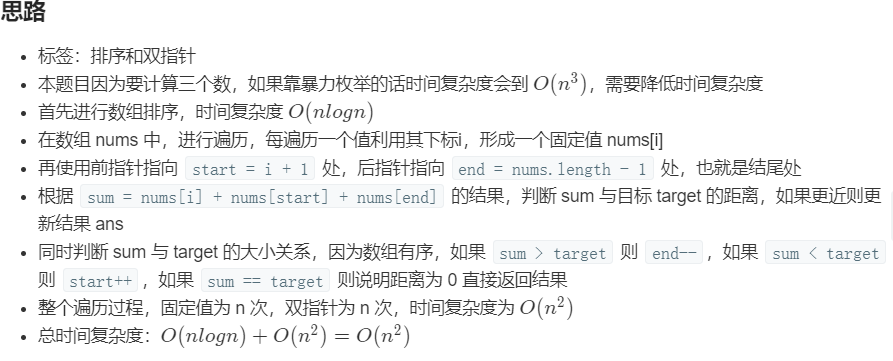 思路
• 标签：排序和双指针
• 本题目因为要计算三个数，如果靠暴力枚举的话时间复杂度会到 O(n³)，需要降低时间复杂度
• 首先进行数组排序，时间复杂度 O(nlogn)
• 在数组 nums 中，进行遍历，每遍历一个值利用其下标i，形成一个固定值 nums[i]
• 再使用前指针指向 start = i + 1 处，后指针指向 end = nums.length - 1 处，也就是结尾处
• 根据 sum = nums[i] + nums[start] + nums[end] 的结果，判断 sum 与目标 target 的距离，如果更近则更
新结果 ans
• 同时判断 sum 与 target 的大小关系，因为数组有序，如果 sum > target 则 end-- ，如果 sum < target
则 start++ ，如果 sum == target 则说明距离为 0 直接返回结果
• 整个遍历过程，固定值为 n 次，双指针为 n 次，时间复杂度为 O(n²)
• 总时间复杂度：O(nlogn) + O(n²) = O(n²)